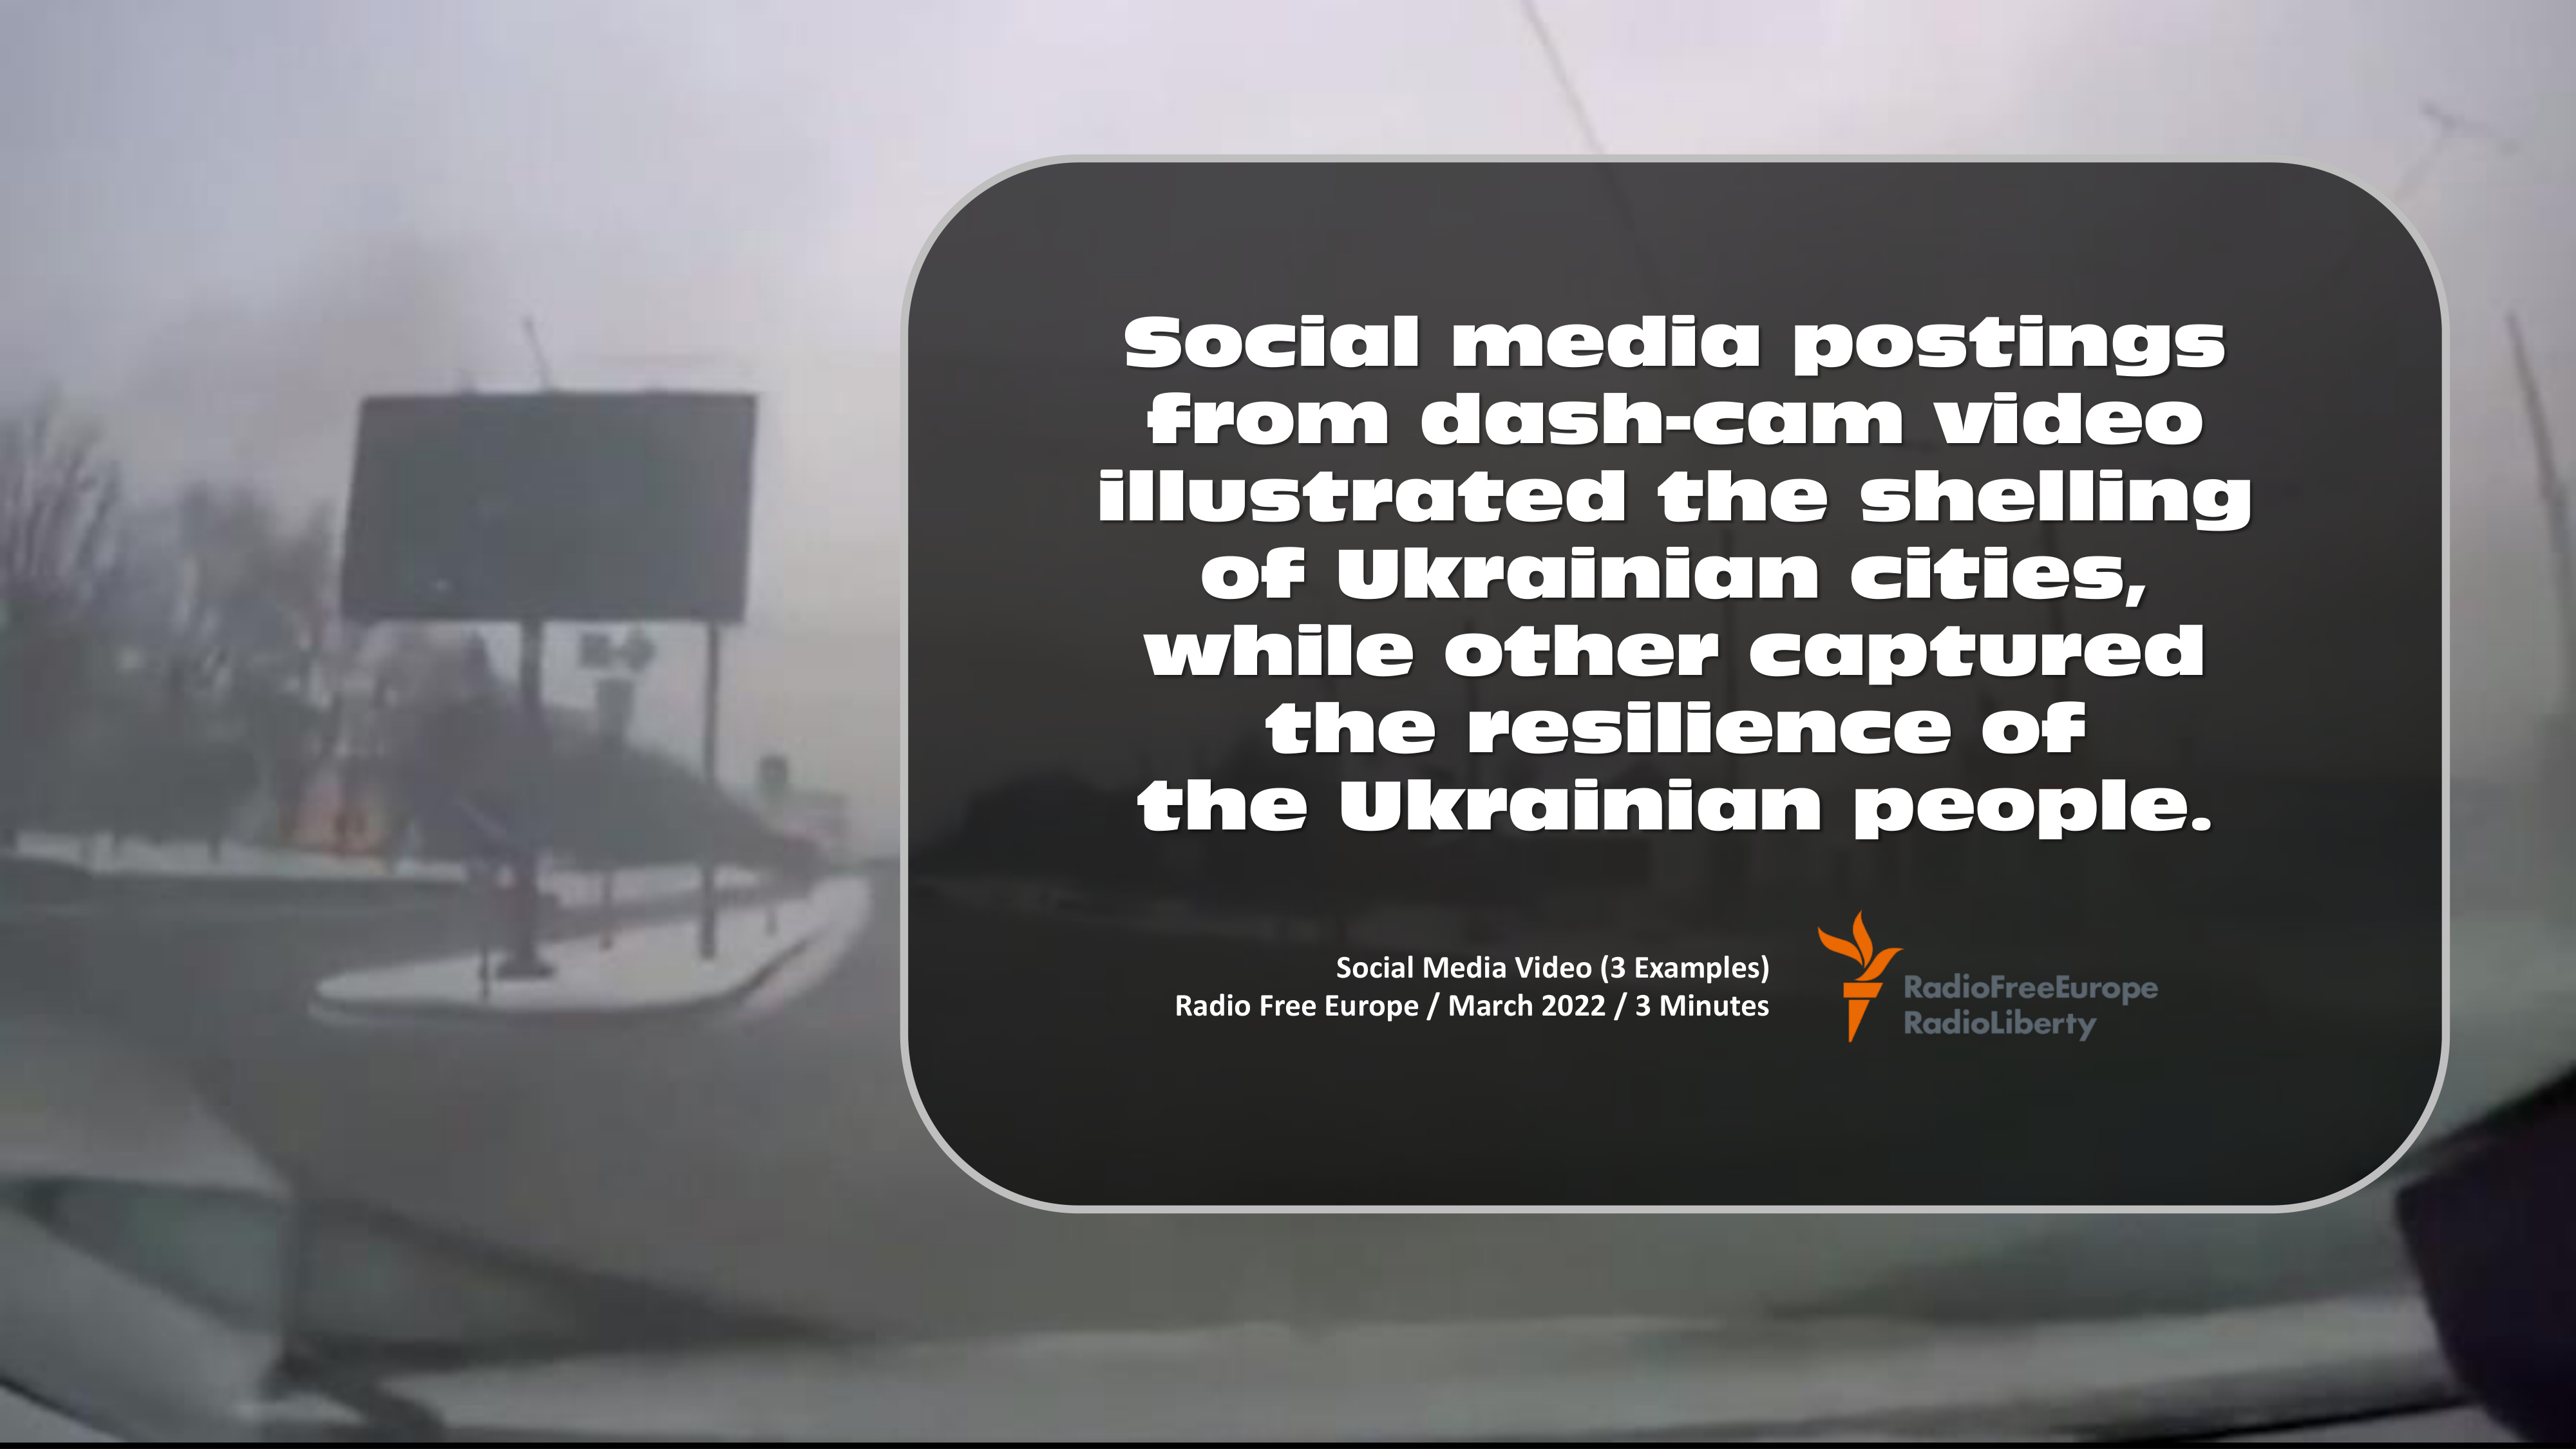 Social media postings
from dash-cam video
illustrated the shelling
of Ukrainian cities,
while other captured
the resilience of
the Ukrainian people.
Social Media Video (3 Examples)
Radio Free Europe / March 2022 / 3 Minutes
RadioFreeEurope
RadioLiberty